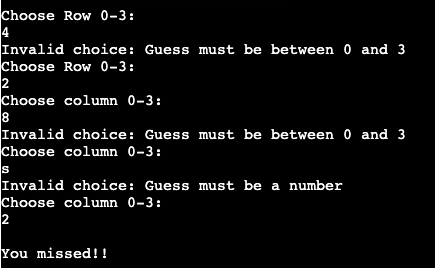 Choose Row 0-3:
4
Invalid choice: Guess must be between 0 and 3
Choose Row 0-3:
2
Choose column 0-3:
8
Invalid choice: Guess must be between 0 and 3
Choose column 0-3:
s
Invalid choice: Guess must be a number
Choose column 0-3:
2
You missed!!